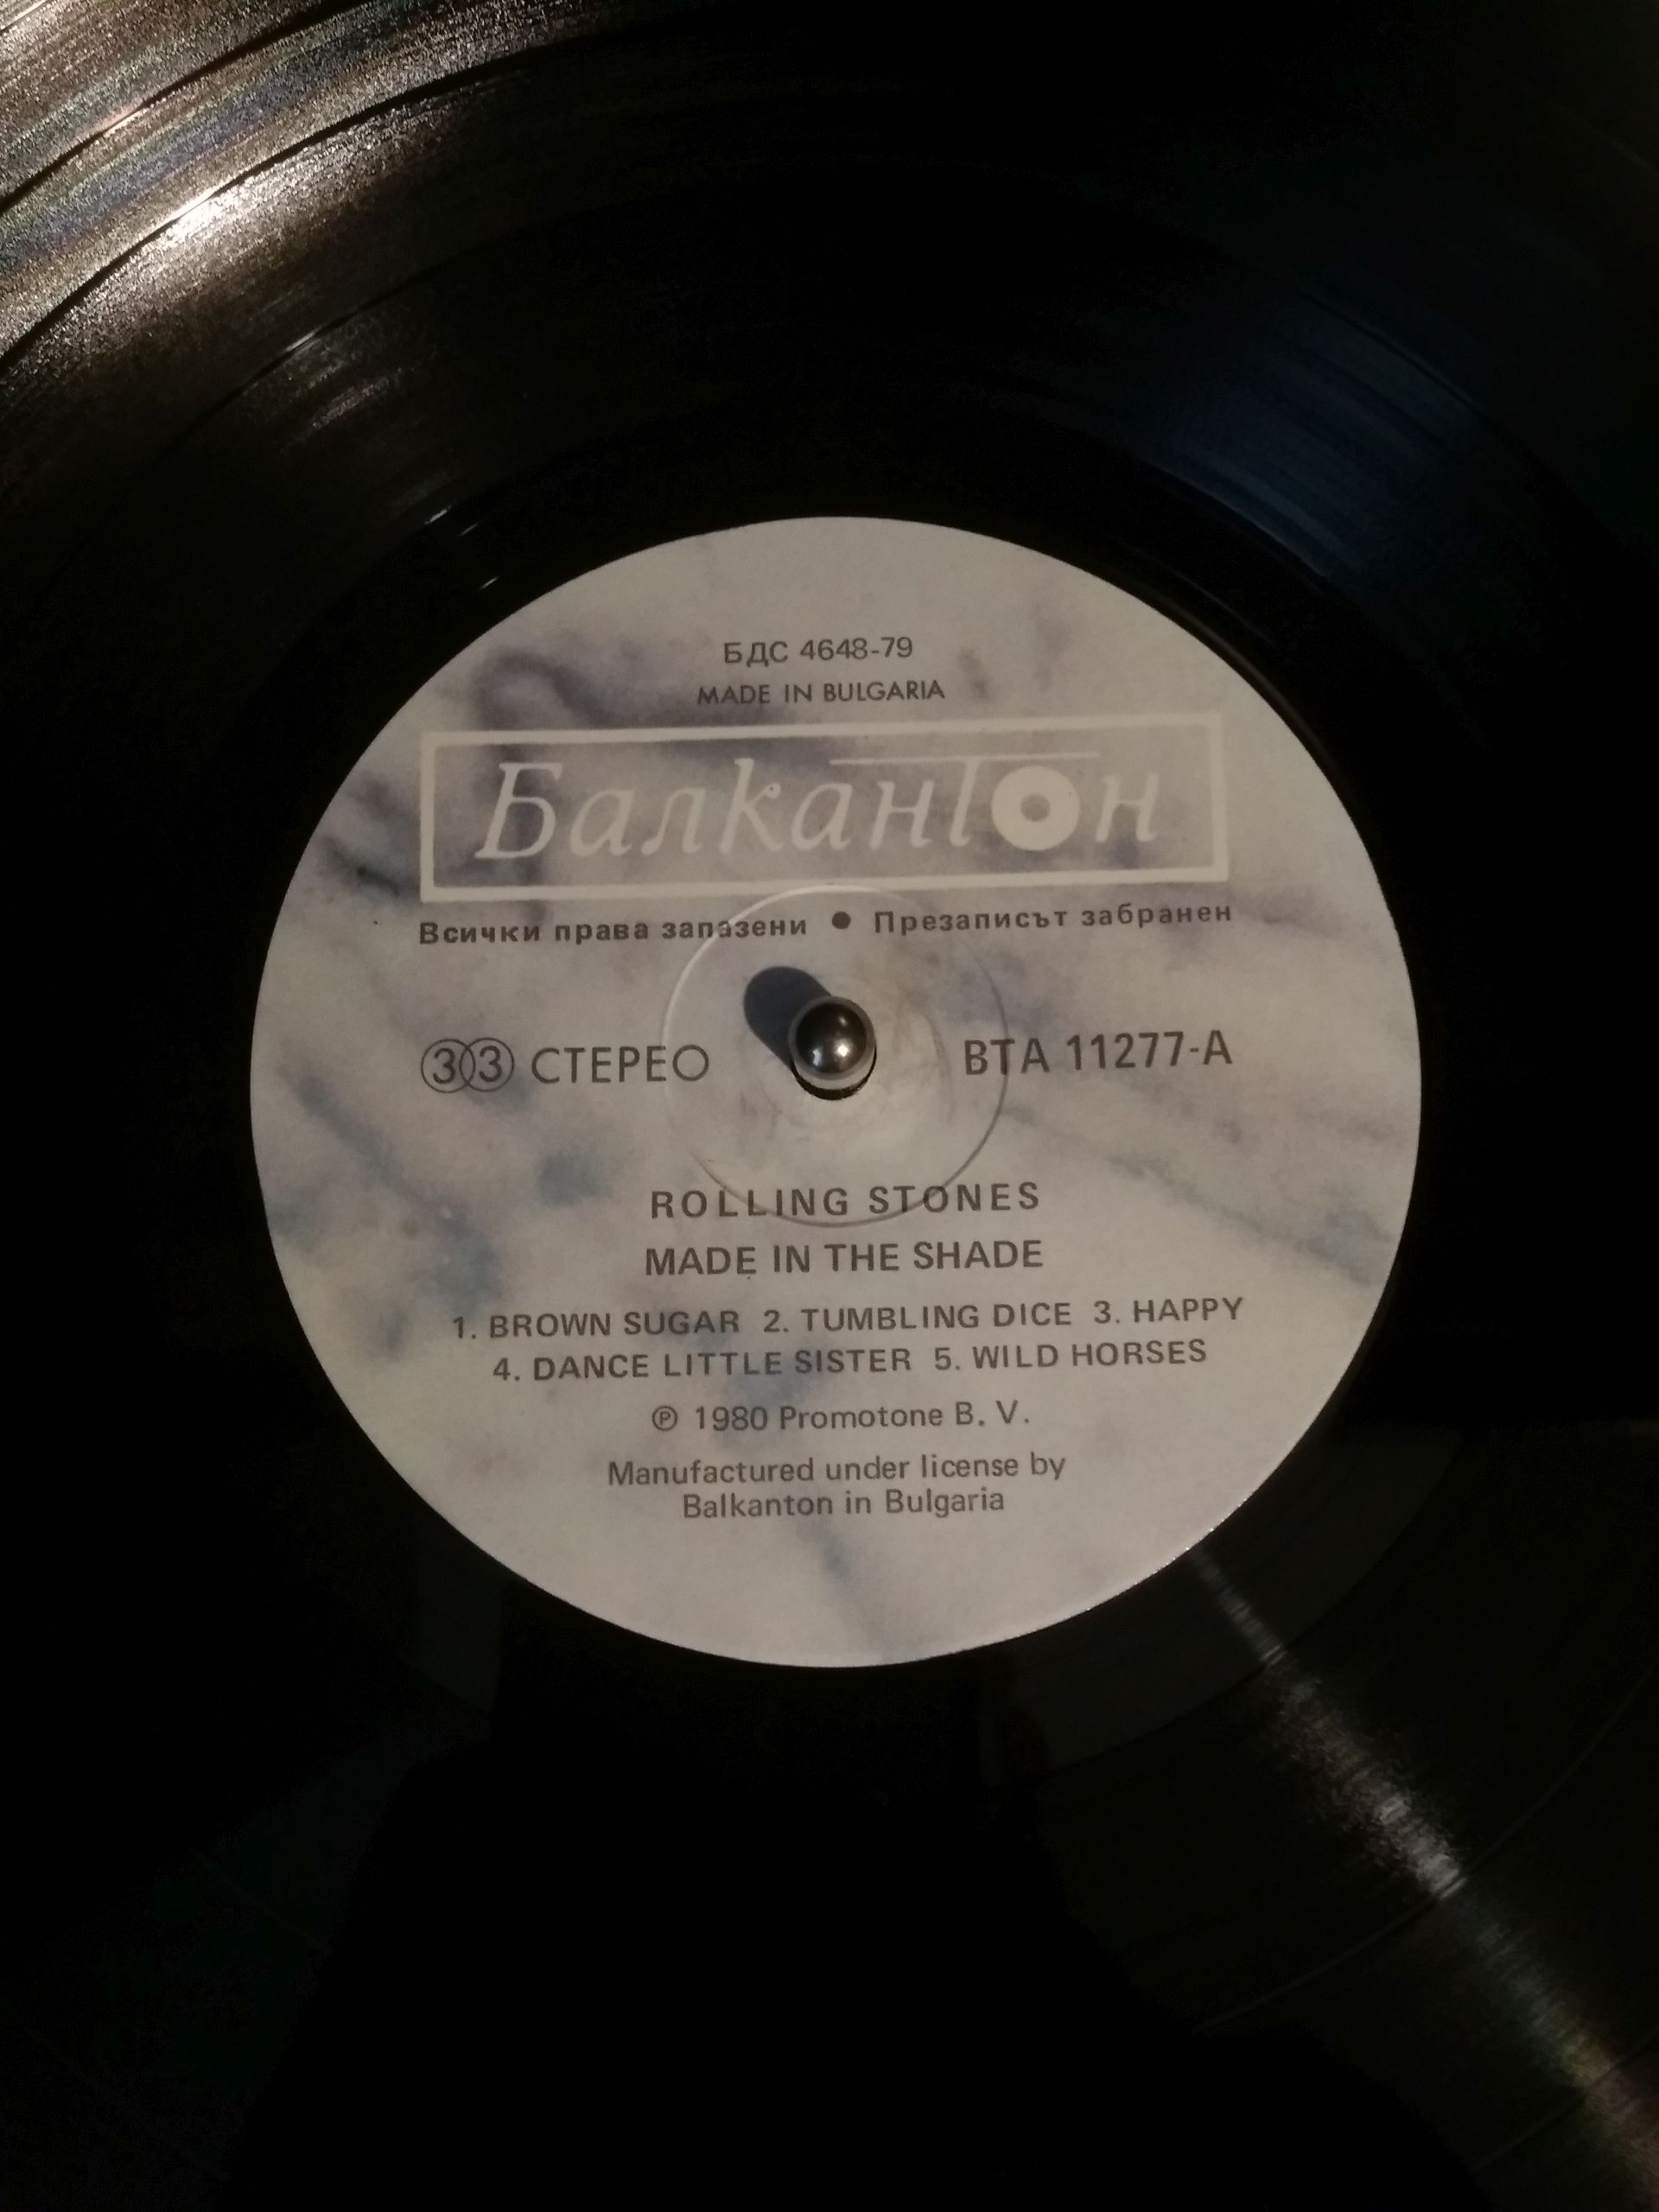 БДС 4648-79
MADE IN BULGARIA
Балкантон
Всички права запазени ● Презаписът забранен
33 СТЕРЕО ВТА 11277-А
ROLLING STONES
MADE IN THE SHADE
1. BROWN SUGAR 2. TUMBLING DICE 3. HAPPY
4. DANCE LITTLE SISTER 5. WILD HORSES
℗ 1980 Promotone B. V.
Manufactured under license by
Balkanton in Bulgaria